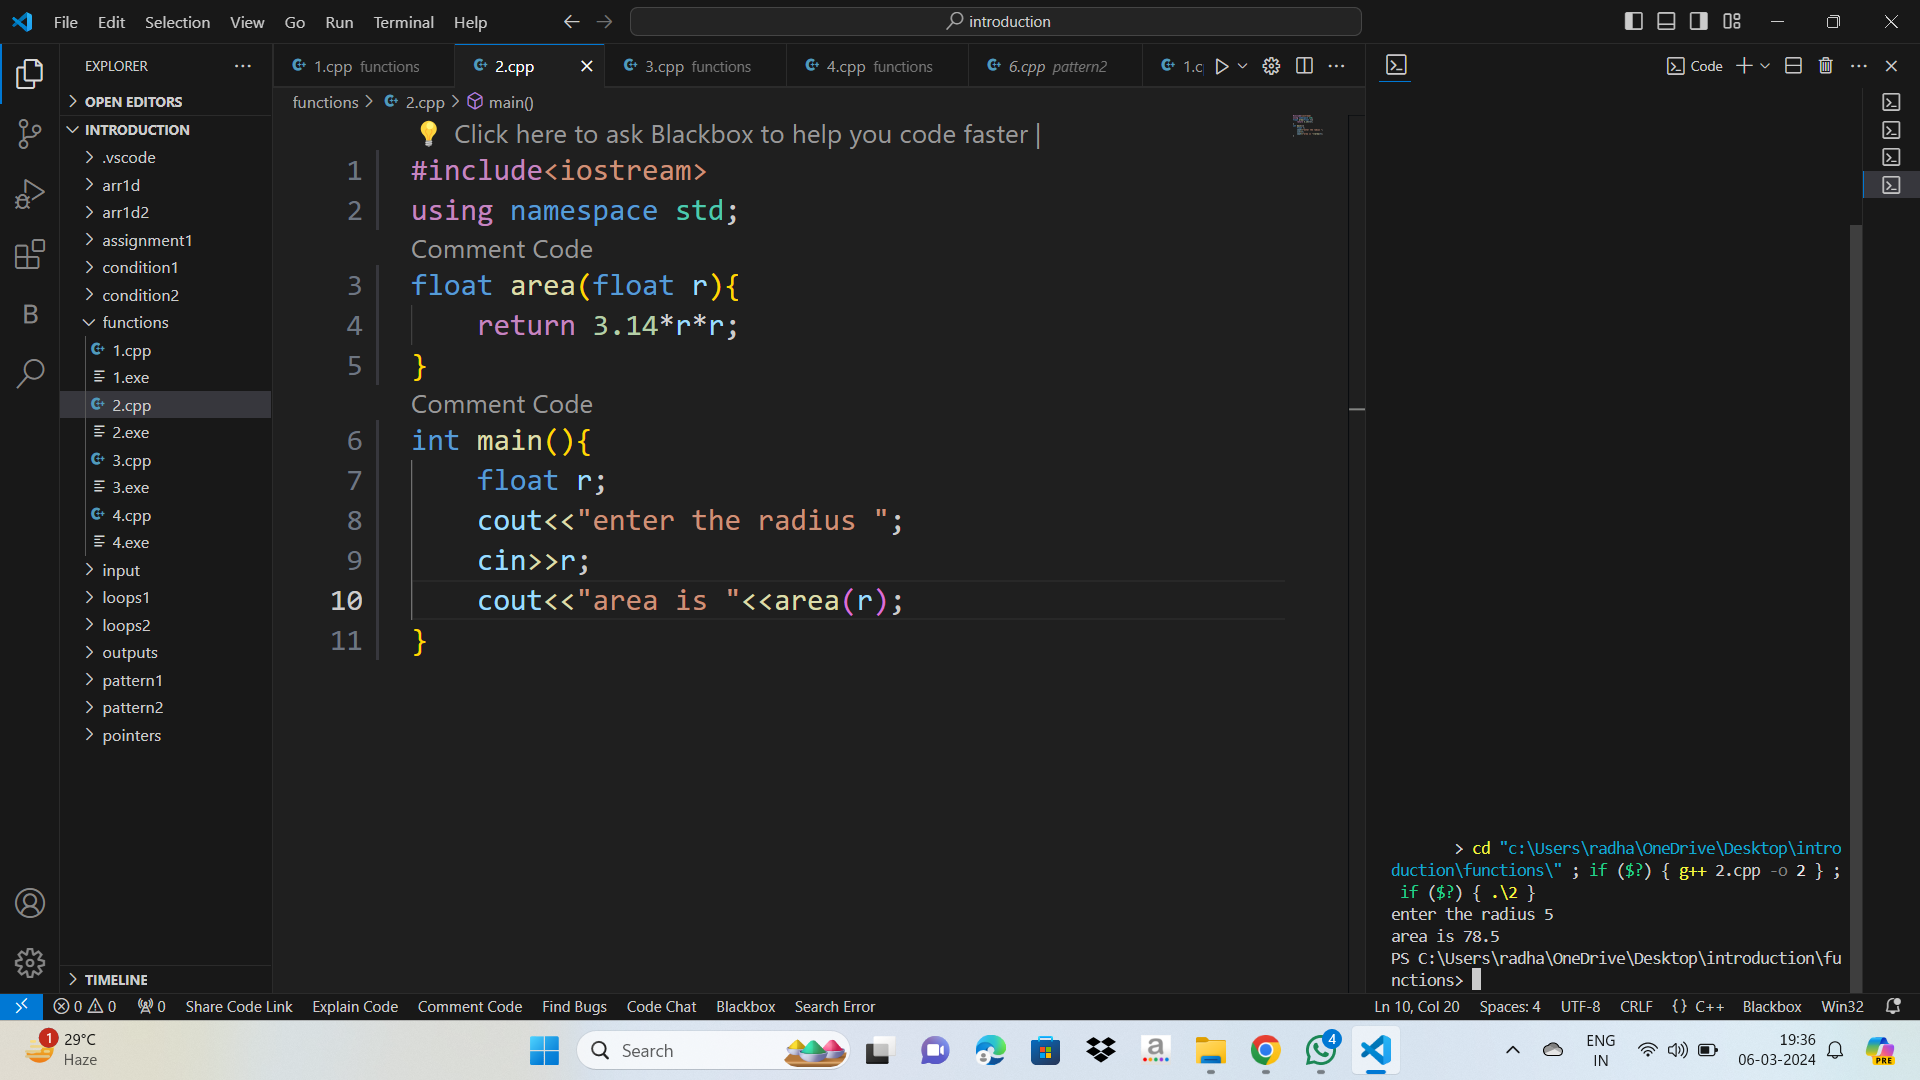 File Edit Selection View Go Run Terminal Help
introduction
EXPLORER
OPEN EDITORS
INTRODUCTION
.vscode
arr1d
arr1d2
assignment1
condition1
condition2
functions
1.cpp
1.exe
2.cpp
2.exe
3.cpp
3.exe
4.cpp
4.exe
input
loops1
loops2
outputs
pattern1
pattern2
pointers
TIMELINE
1.cpp functions
2.cpp
3.cpp functions
4.cpp functions
6.cpp pattern2
1.c
functions > 2.cpp > main()
Click here to ask Blackbox to help you code faster |
1 #include<iostream>
2 using namespace std;
Comment Code
3 float area(float r){
4     return 3.14*r*r;
5 }
Comment Code
6 int main(){
7     float r;
8     cout<<"enter the radius ";
9     cin>>r;
10     cout<<"area is "<<area(r);
11 }
Code
> cd "c:\Users\radha\OneDrive\Desktop\intro
duction\functions\" ; if ($?) { g++ 2.cpp -o 2 } ;
if ($?) { .\2 }
enter the radius 5
area is 78.5
PS C:\Users\radha\OneDrive\Desktop\introduction\fu
nctions>
0 0 0 Share Code Link Explain Code Comment Code Find Bugs Code Chat Blackbox Search Error
Ln 10, Col 20 Spaces: 4 UTF-8 CRLF {} C++ Blackbox Win32
1
29°C
Haze
Search
a
4
ENG
IN
19:36
06-03-2024
PRE